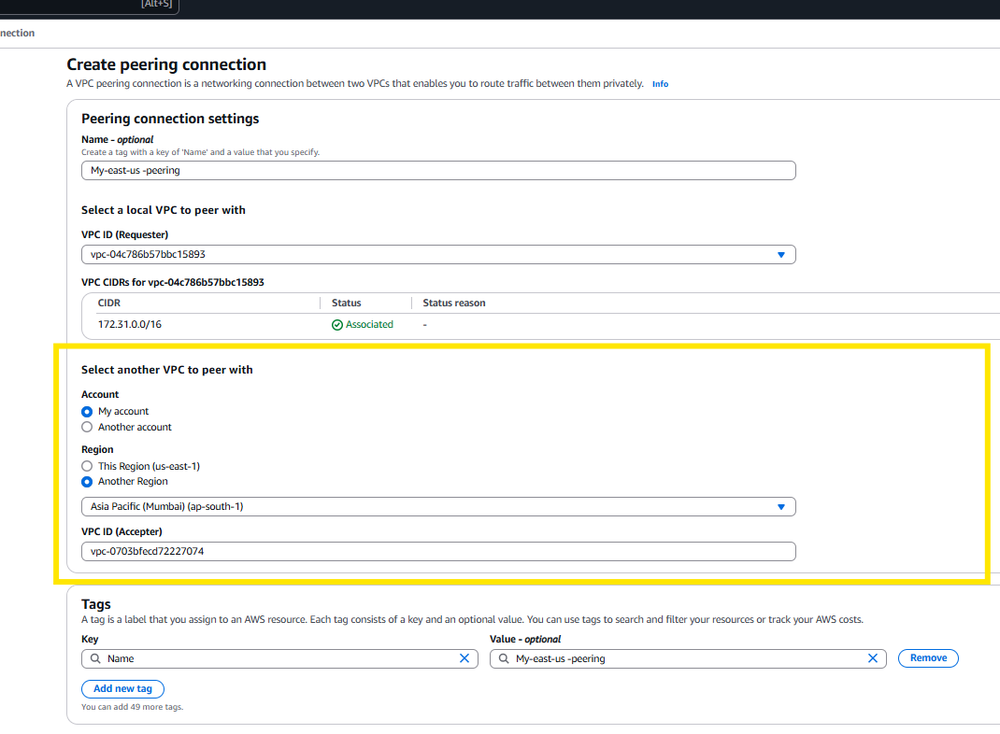 [Alt+S]
nection
Create peering connection
A VPC peering connection is a networking connection between two VPCs that enables you to route traffic between them privately. Info
Peering connection settings
Name - optional
Create a tag with a key of 'Name' and a value that you specify.
My-east-us -peering
Select a local VPC to peer with
VPC ID (Requester)
vpc-04c786b57bbc15893
VPC CIDRs for vpc-04c786b57bbc15893
CIDR Status Status reason
172.31.0.0/16 Associated -
Select another VPC to peer with
Account
My account
Another account
Region
This Region (us-east-1)
Another Region
Asia Pacific (Mumbai) (ap-south-1)
VPC ID (Accepter)
vpc-0703bfecd72227074
Tags
A tag is a label that you assign to an AWS resource. Each tag consists of a key and an optional value. You can use tags to search and filter your resources or track your AWS costs.
Key Value - optional
Name My-east-us -peering Remove
Add new tag
You can add 49 more tags.